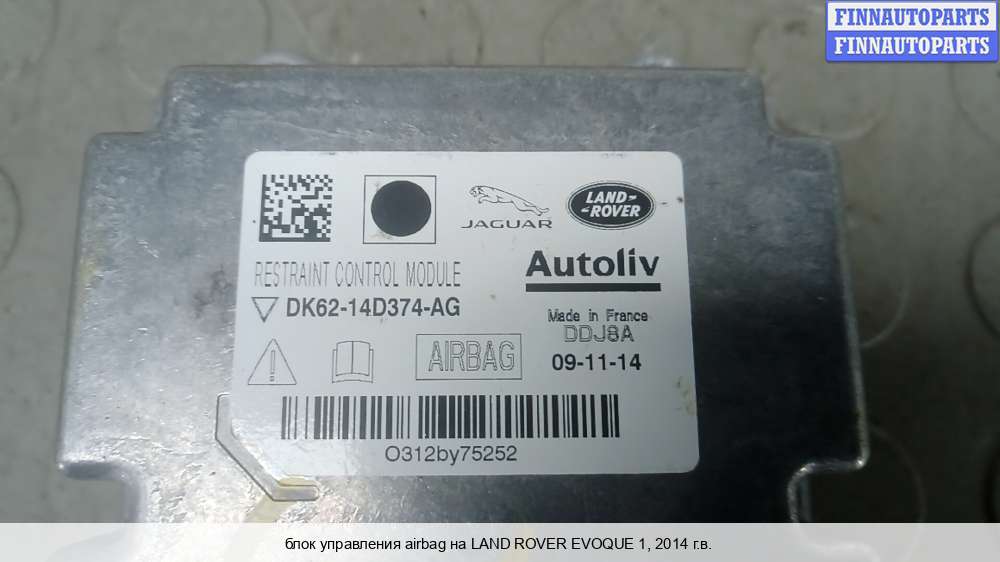 FINNAUTOPARTS
FINNAUTOPARTS
JAGUAR
LAND-
-ROVER
RESTRAINT CONTROL MODULE
Autoliv
DK62-14D374-AG
Made in France
DDJ8A
AIRBAG
09-11-14
O312by75252
блок управления airbag на LAND ROVER EVOQUE 1, 2014 г.в.